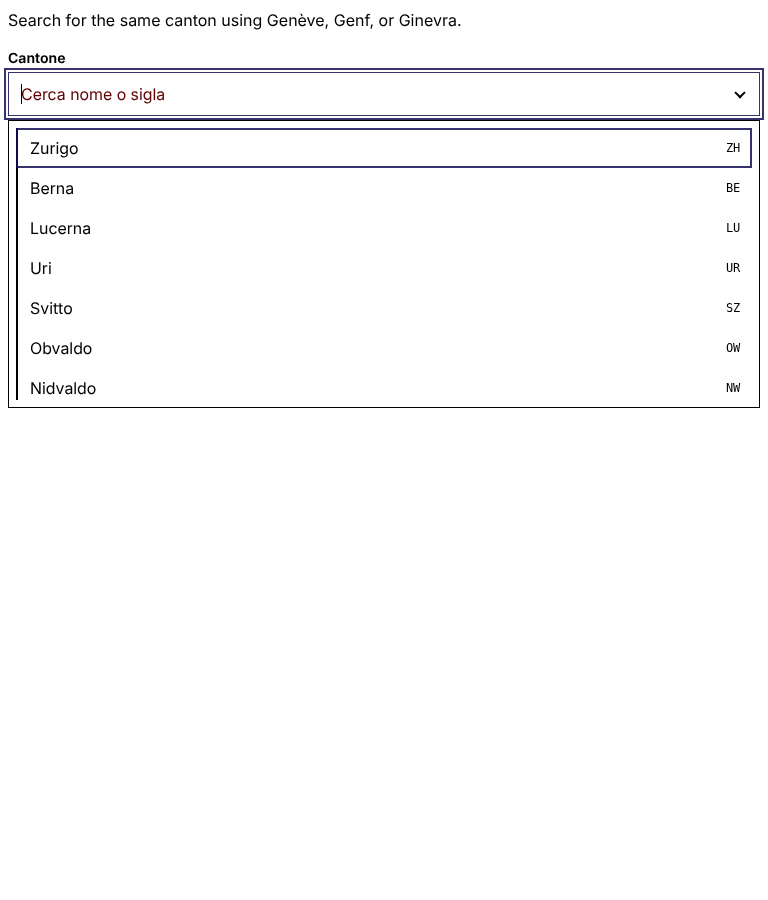 Search for the same canton using Genève, Genf, or Ginevra.
Cantone
Cerca nome o sigla
Zurigo ZH
Berna BE
Lucerna LU
Uri UR
Svitto SZ
Obvaldo OW
Nidvaldo NW